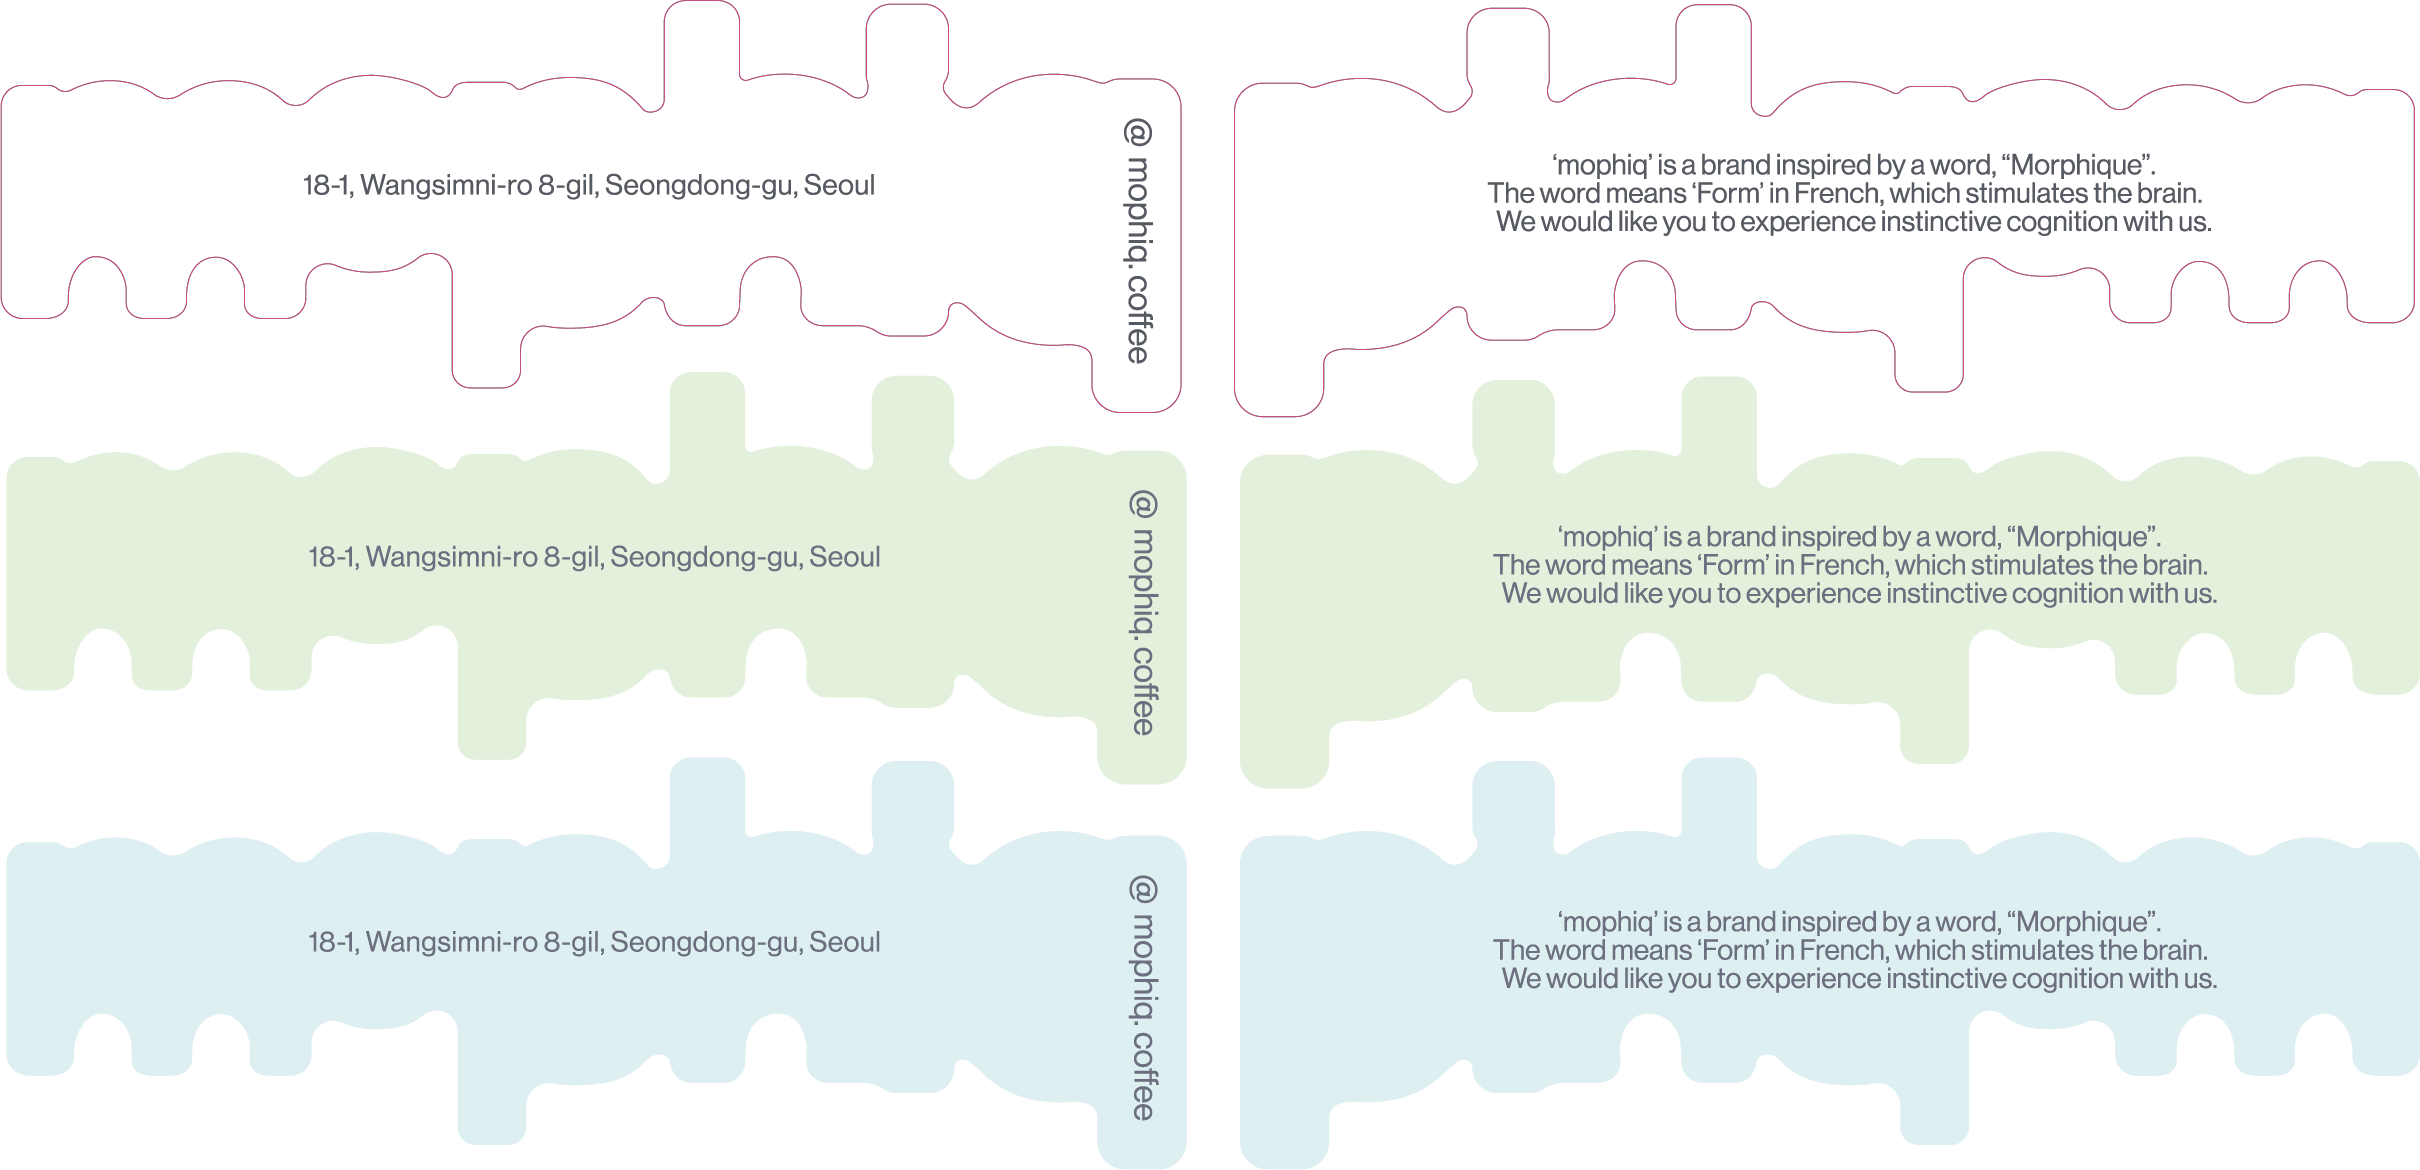 18-1, Wangsimni-ro 8-gil, Seongdong-gu, Seoul
@ mophiq. coffee
‘mophiq’ is a brand inspired by a word, “Morphique”.
The word means ‘Form’ in French, which stimulates the brain.
We would like you to experience instinctive cognition with us.
18-1, Wangsimni-ro 8-gil, Seongdong-gu, Seoul
@ mophiq. coffee
‘mophiq’ is a brand inspired by a word, “Morphique”.
The word means ‘Form’ in French, which stimulates the brain.
We would like you to experience instinctive cognition with us.
18-1, Wangsimni-ro 8-gil, Seongdong-gu, Seoul
@ mophiq. coffee
‘mophiq’ is a brand inspired by a word, “Morphique”.
The word means ‘Form’ in French, which stimulates the brain.
We would like you to experience instinctive cognition with us.